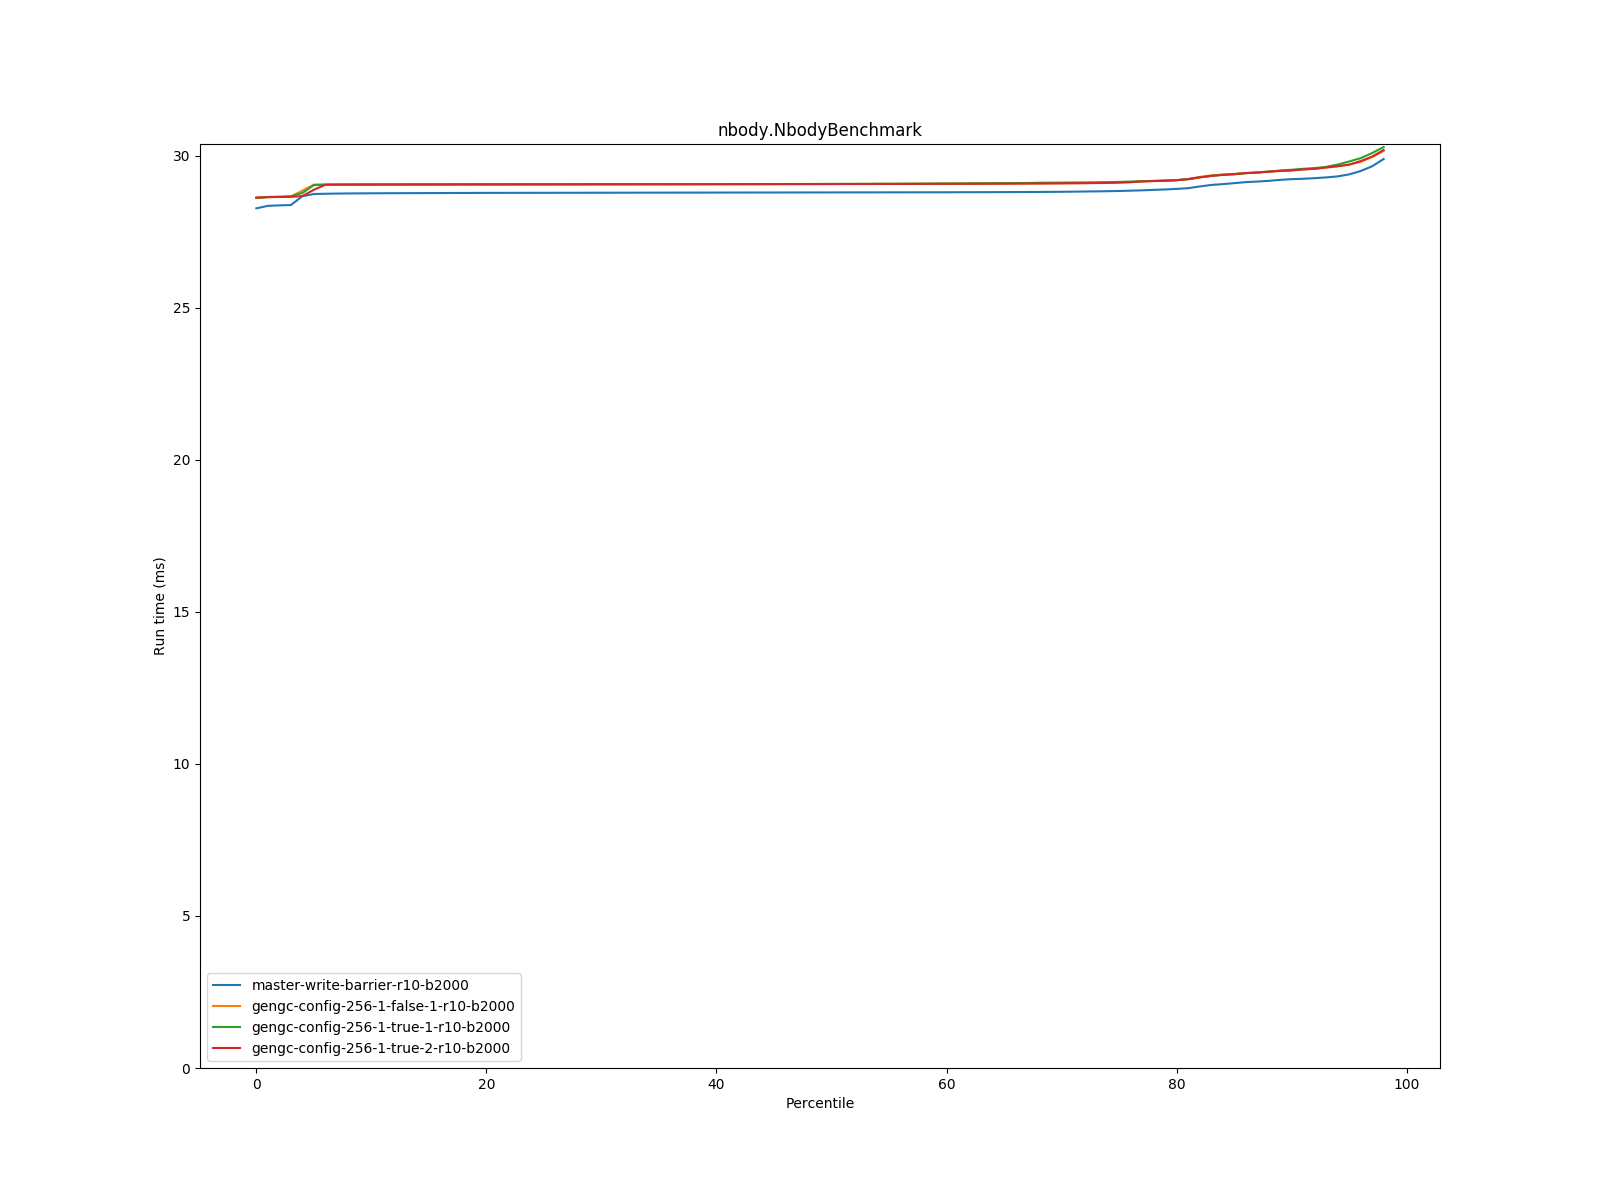 nbody.NbodyBenchmark
30
25
20
15
10
5
0
Run time (ms)
0 20 40 60 80 100
Percentile
master-write-barrier-r10-b2000
gengc-config-256-1-false-1-r10-b2000
gengc-config-256-1-true-1-r10-b2000
gengc-config-256-1-true-2-r10-b2000